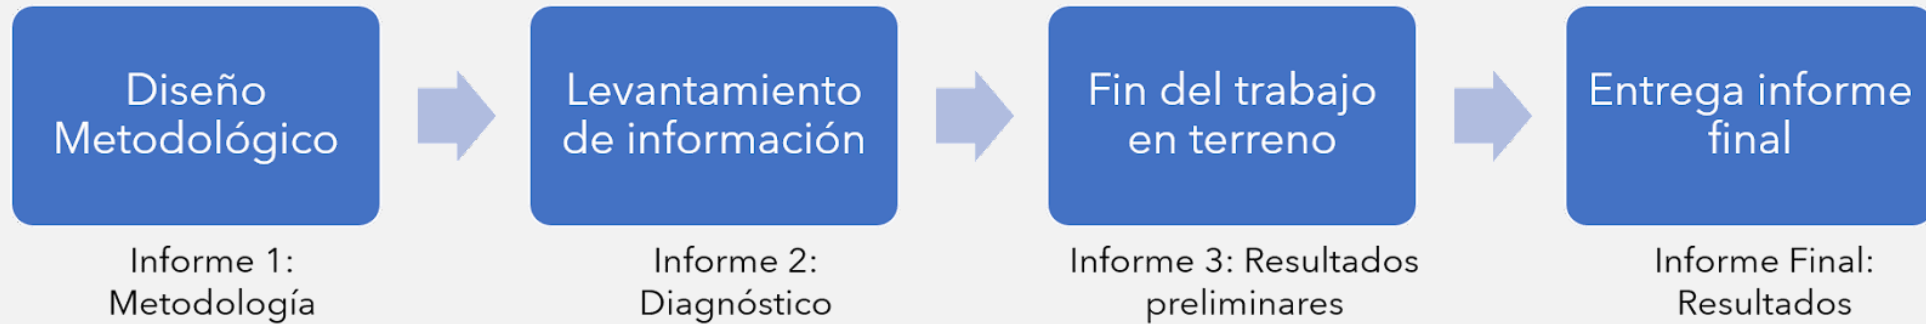 Diseño
Metodológico
Levantamiento
de información
Fin del trabajo
en terreno
Entrega informe
final
Informe 1:
Metodología
Informe 2:
Diagnóstico
Informe 3: Resultados
preliminares
Informe Final:
Resultados